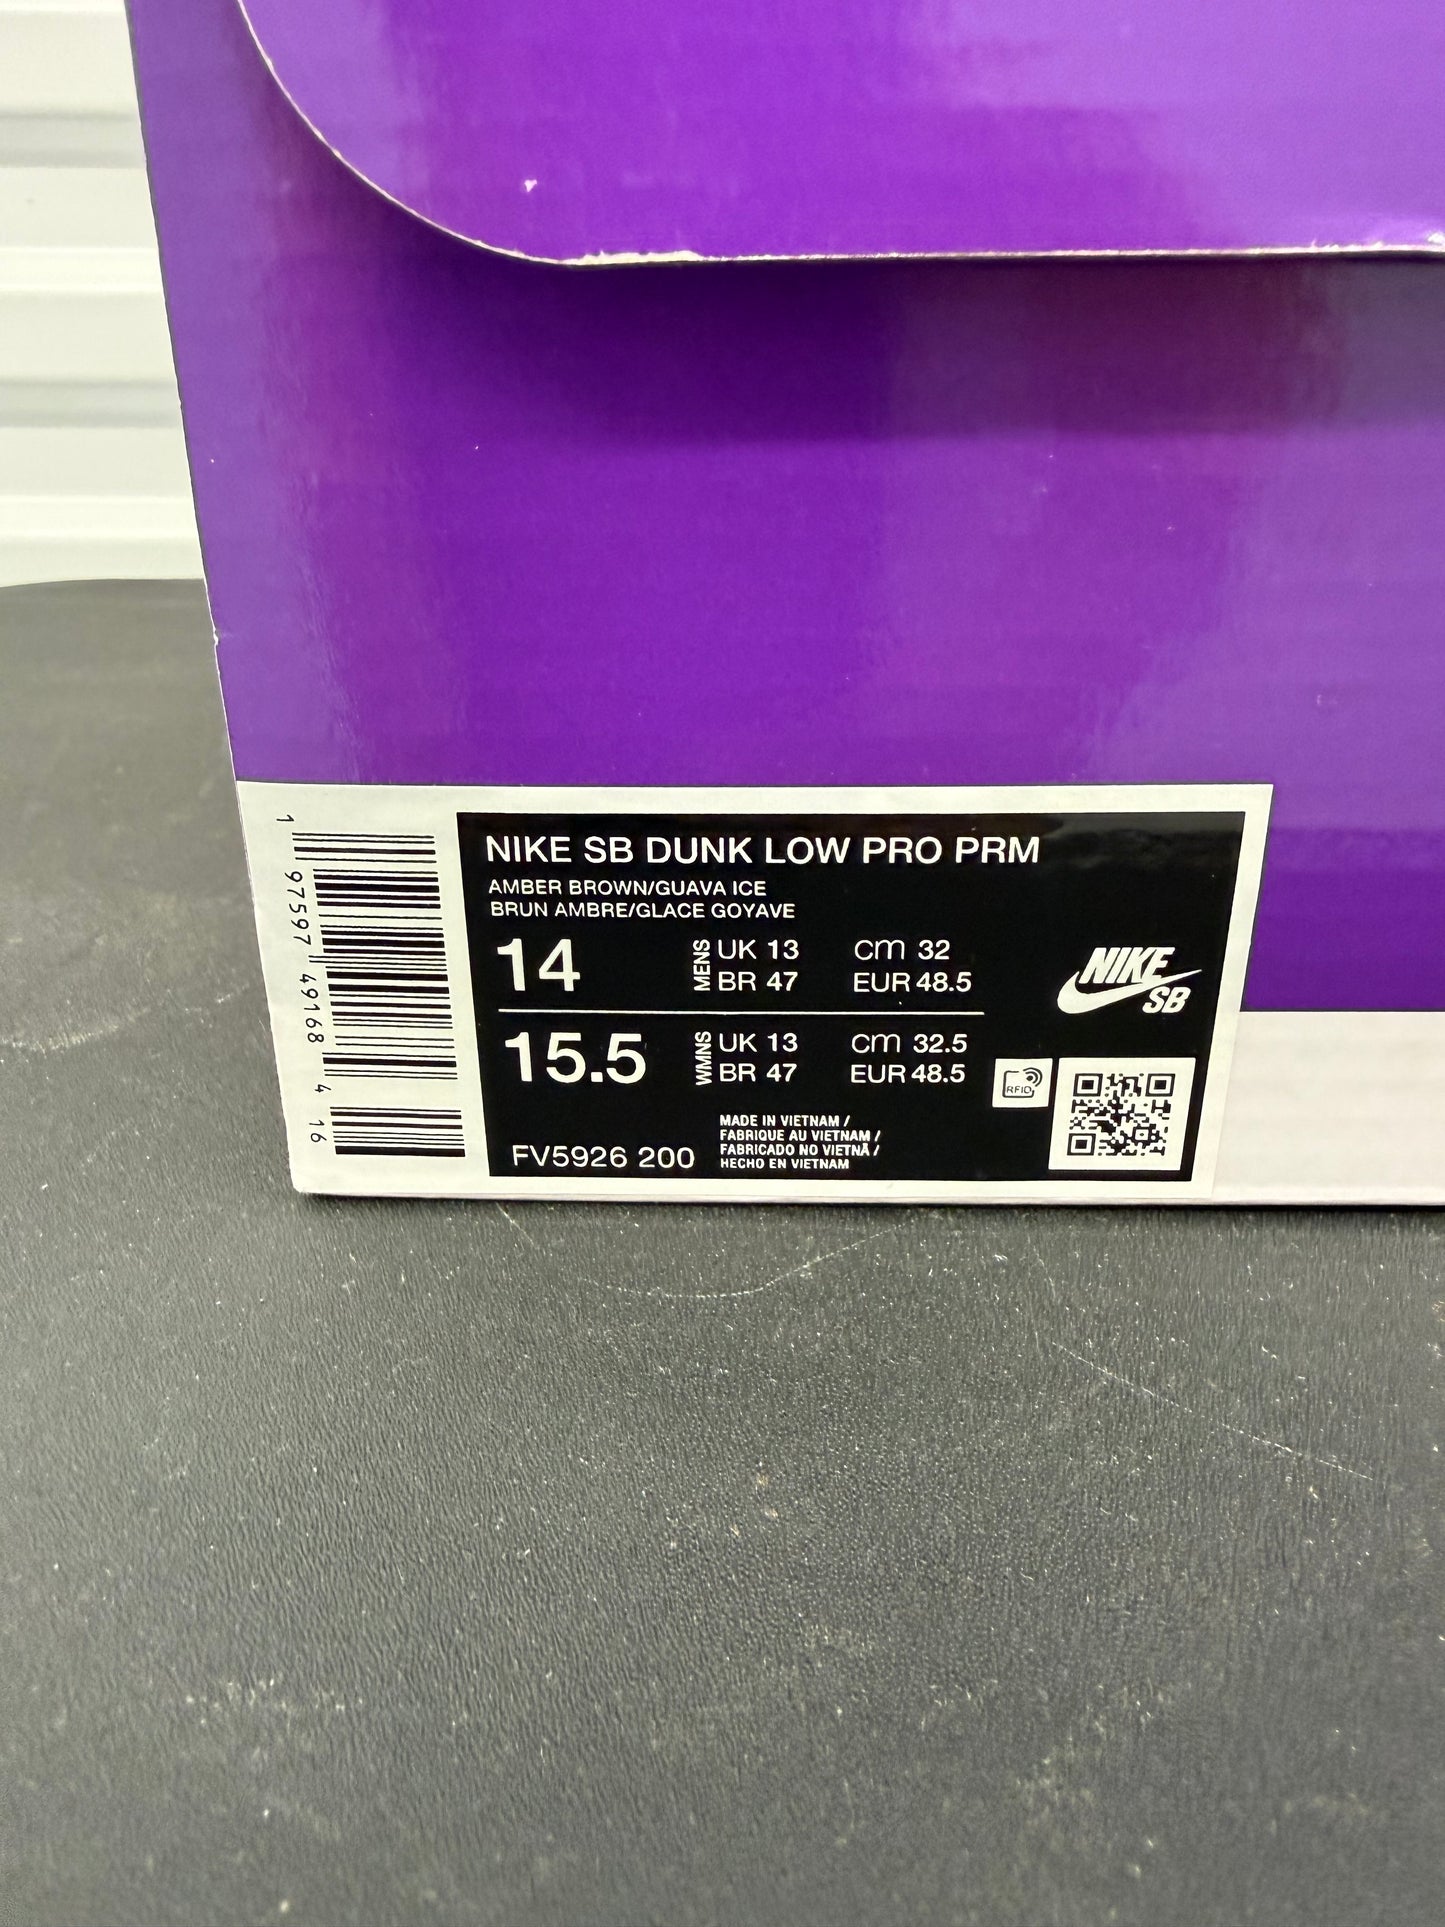 1 97597 49168 4 16
NIKE SB DUNK LOW PRO PRM
AMBER BROWN/GUAVA ICE
BRUN AMBRE/GLACE GOYAVE
14 MENS UK 13 cm 32
BR 47 EUR 48.5
NIKE
SB
15.5 WMNS UK 13 cm 32.5
BR 47 EUR 48.5
RFID
FV5926 200
MADE IN VIETNAM /
FABRIQUE AU VIETNAM /
FABRICADO NO VIETNÃ /
HECHO EN VIETNAM